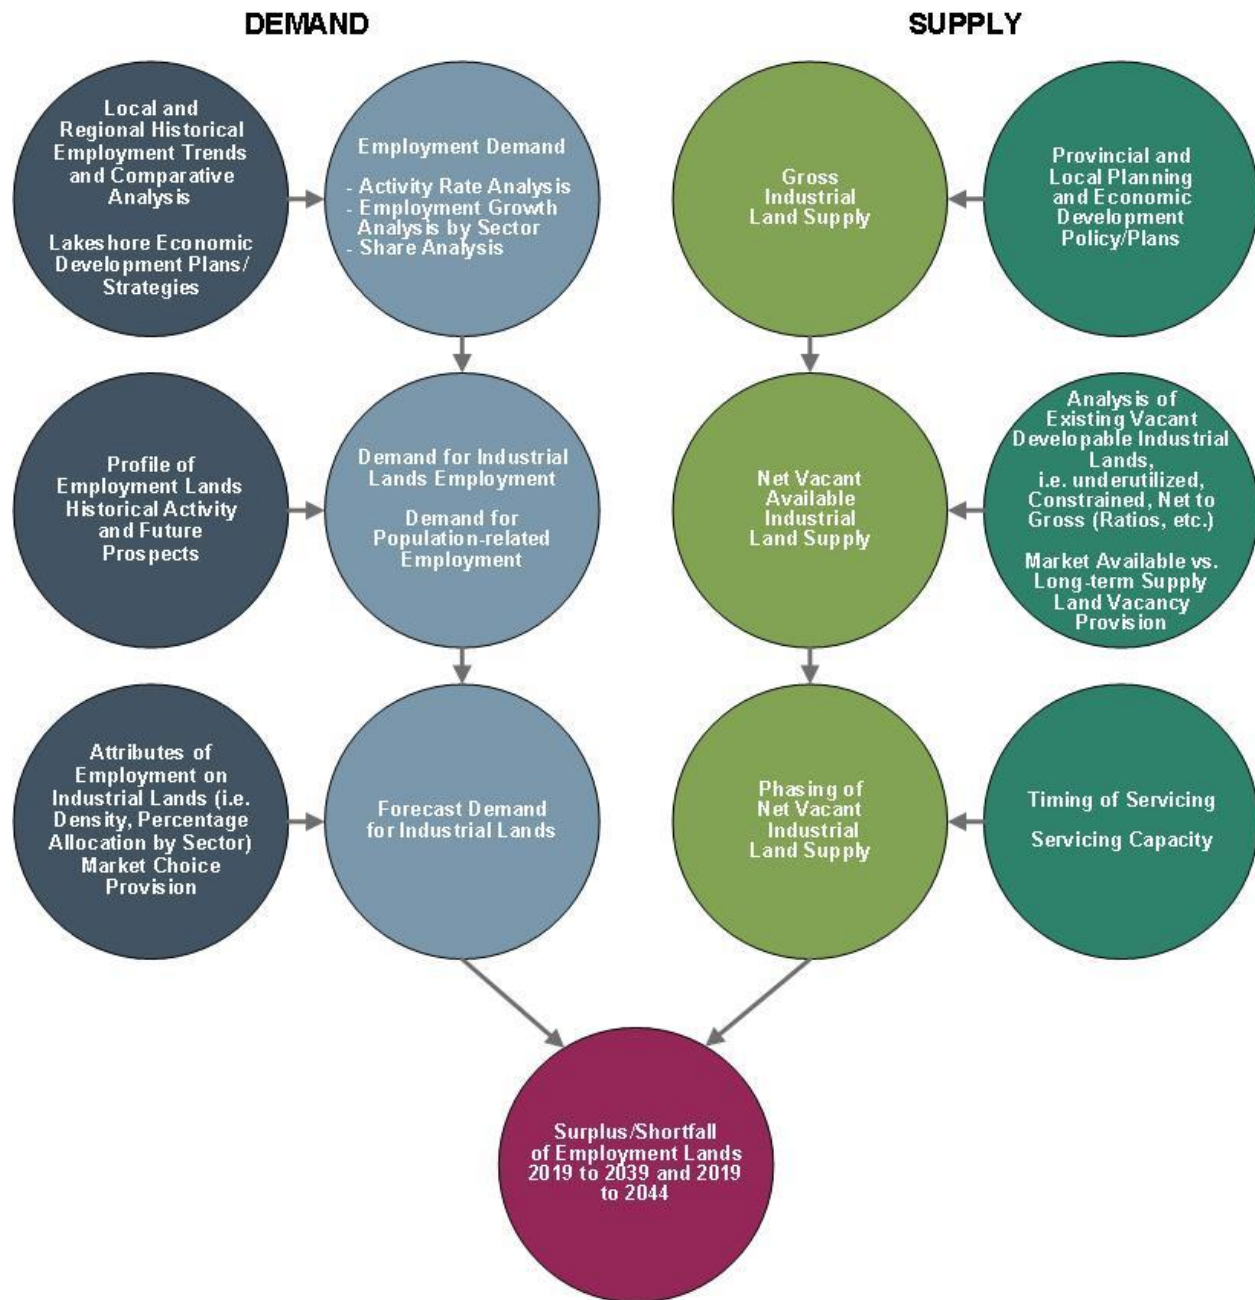 DEMAND
SUPPLY
Local and
Regional Historical
Employment Trends
and Comparative
Analysis
Lakeshore Economic
Development Plans/
Strategies
Employment Demand
- Activity Rate Analysis
- Employment Growth
Analysis by Sector
- Share Analysis
Gross
Industrial
Land Supply
Provincial and
Local Planning
and Economic
Development
Policy/Plans
Profile of
Employment Lands
Historical Activity
and Future
Prospects
Demand for Industrial
Lands Employment
Demand for
Population-related
Employment
Net Vacant
Available
Industrial
Land Supply
Analysis of
Existing Vacant
Developable Industrial
Lands,
i.e. underutilized,
Constrained, Net to
Gross (Ratios, etc.)
Market Available vs.
Long-term Supply
Land Vacancy
Provision
Attributes of
Employment on
Industrial Lands (i.e.
Density, Percentage
Allocation by Sector)
Market Choice
Provision
Forecast Demand
for Industrial Lands
Phasing of
Net Vacant
Industrial
Land Supply
Timing of Servicing
Servicing Capacity
Surplus/Shortfall
of Employment Lands
2019 to 2039 and 2019
to 2044